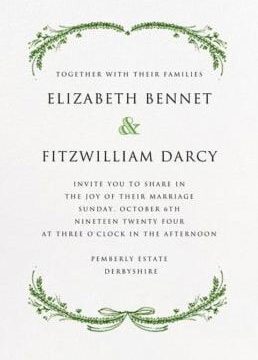 TOGETHER WITH THEIR FAMILIES
ELIZABETH BENNET
&
FITZWILLIAM DARCY
INVITE YOU TO SHARE IN
THE JOY OF THEIR MARRIAGE
SUNDAY, OCTOBER 6TH
NINETEEN TWENTY FOUR
AT THREE O'CLOCK IN THE AFTERNOON
PEMBERLY ESTATE
DERBYSHIRE